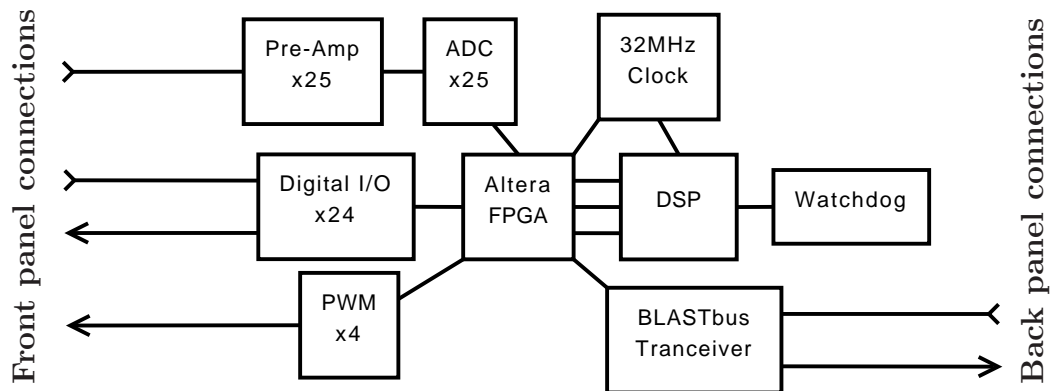 Front panel connections
Pre-Amp
x25
ADC
x25
32MHz
Clock
Digital I/O
x24
Altera
FPGA
DSP
Watchdog
PWM
x4
BLASTbus
Tranceiver
Back panel connections